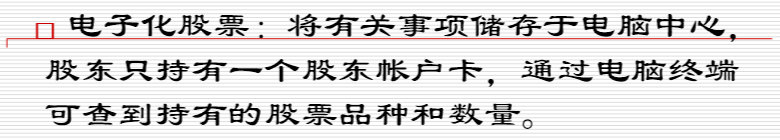 电子化股票：将有关事项储存于电脑中心，
股东只持有一个股东帐户卡，通过电脑终端
可查到持有的股票品种和数量。